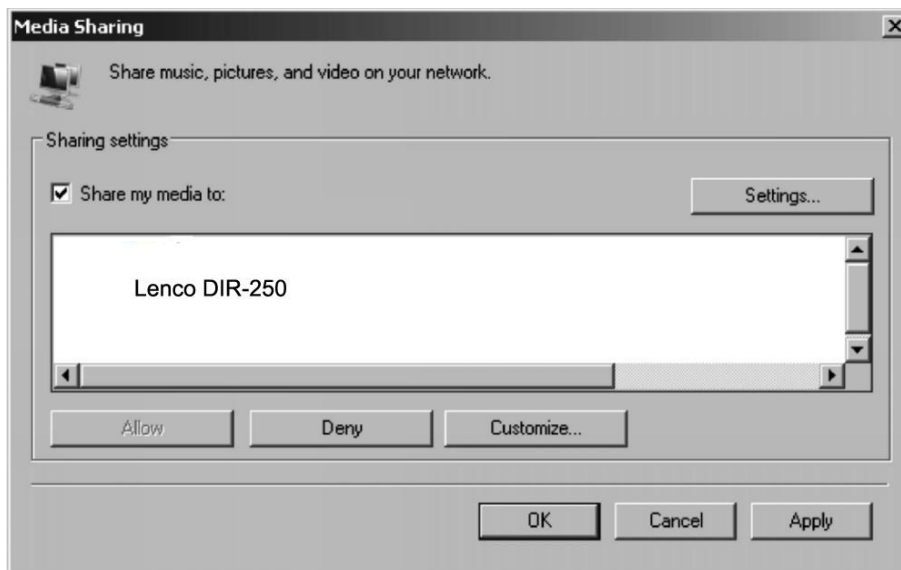 Media Sharing
Share music, pictures, and video on your network.
Sharing settings
Share my media to:
Settings...
Lenco DIR-250
Allow
Deny
Customize...
OK
Cancel
Apply